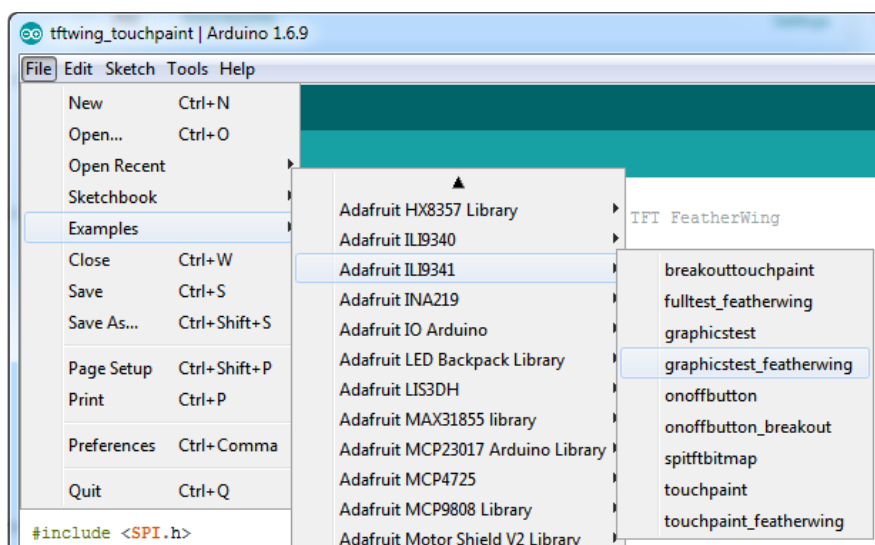 tftwing_touchpaint | Arduino 1.6.9
File Edit Sketch Tools Help
New Ctrl+N
Open... Ctrl+O
Open Recent
Sketchbook
Examples
Close Ctrl+W
Save Ctrl+S
Save As... Ctrl+Shift+S
Page Setup Ctrl+Shift+P
Print Ctrl+P
Preferences Ctrl+Comma
Quit Ctrl+Q
Adafruit HX8357 Library
Adafruit ILI9340
Adafruit ILI9341
Adafruit INA219
Adafruit IO Arduino
Adafruit LED Backpack Library
Adafruit LIS3DH
Adafruit MAX31855 library
Adafruit MCP23017 Arduino Library
Adafruit MCP4725
Adafruit MCP9808 Library
Adafruit Motor Shield V2 Library
TFT FeatherWing
breakouttouchpaint
fulltest_featherwing
graphicstest
graphicstest_featherwing
onoffbutton
onoffbutton_breakout
spitftbitmap
touchpaint
touchpaint_featherwing
#include <SPI.h>